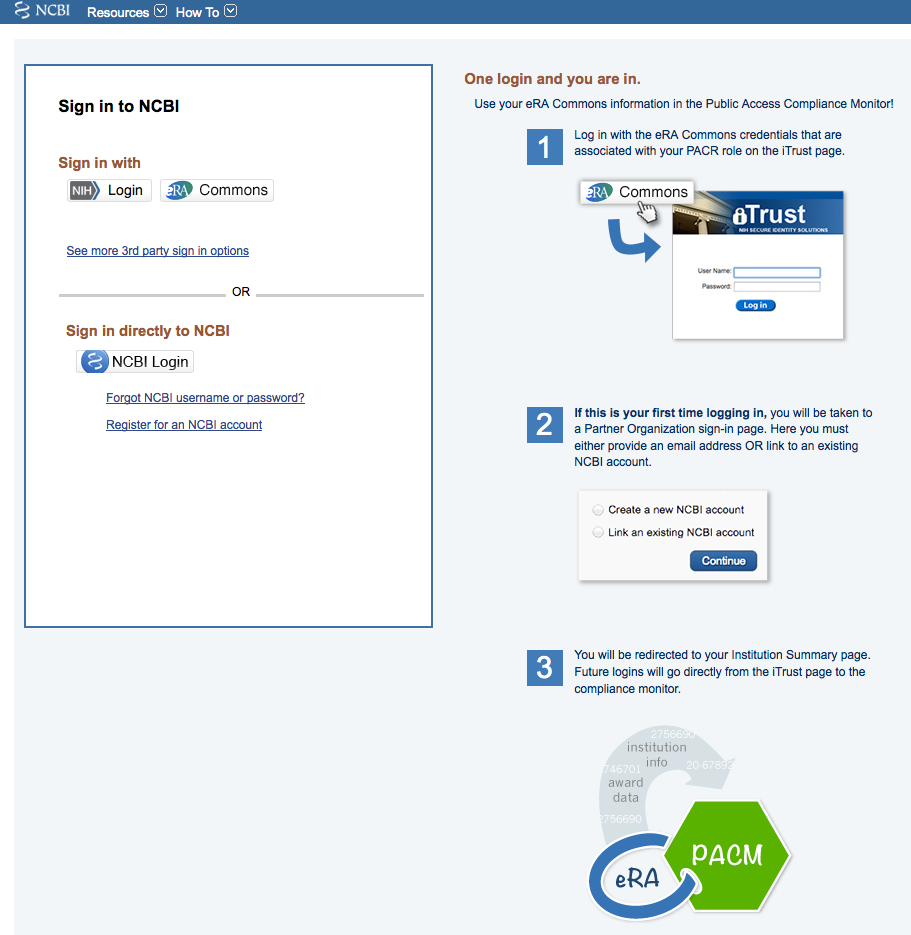 NCBI Resources How To
Sign in to NCBI
Sign in with
NIH Login eRA Commons
See more 3rd party sign in options
OR
Sign in directly to NCBI
NCBI Login
Forgot NCBI username or password?
Register for an NCBI account
One login and you are in.
Use your eRA Commons information in the Public Access Compliance Monitor!
1
Log in with the eRA Commons credentials that are
associated with your PACR role on the iTrust page.
eRA Commons
iTrust
NIH SECURE IDENTITY SOLUTIONS
User Name:
Password:
Log in
2
If this is your first time logging in, you will be taken to
a Partner Organization sign-in page. Here you must
either provide an email address OR link to an existing
NCBI account.
Create a new NCBI account
Link an existing NCBI account
Continue
3
You will be redirected to your Institution Summary page.
Future logins will go directly from the iTrust page to the
compliance monitor.
2756690
institution
info
20-67892
746701
award
data
2756690
eRA
PACM